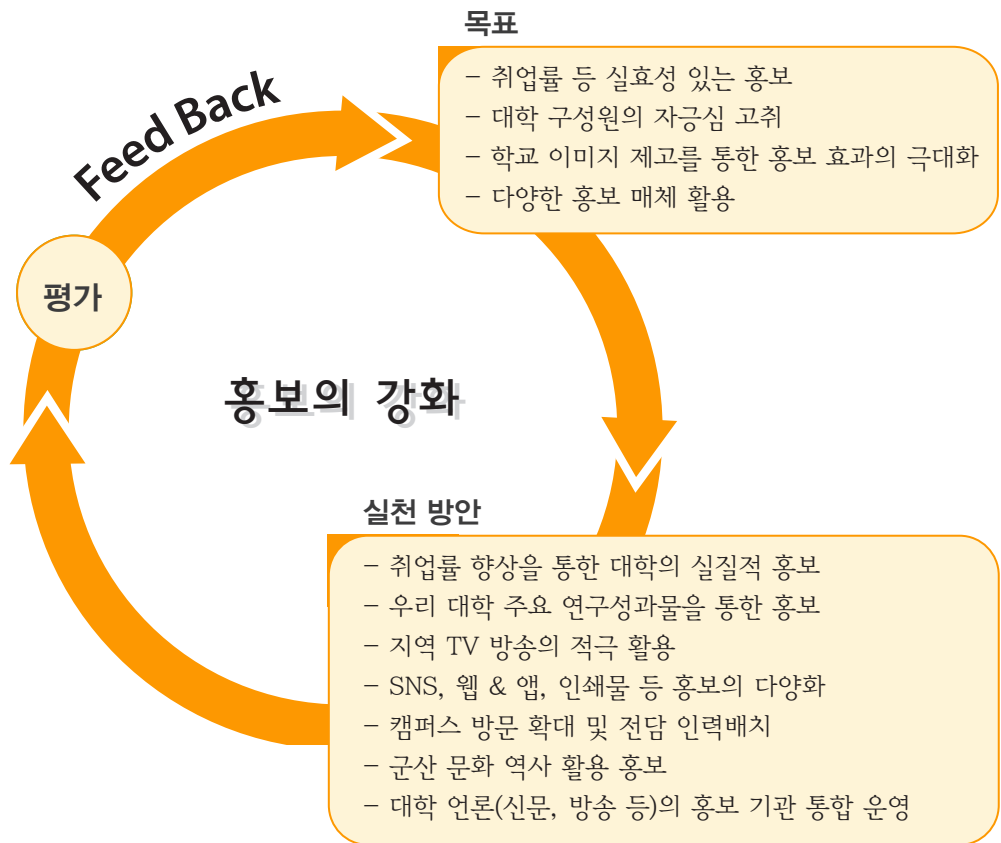 목표
- 취업률 등 실효성 있는 홍보
- 대학 구성원의 자긍심 고취
- 학교 이미지 제고를 통한 홍보 효과의 극대화
- 다양한 홍보 매체 활용
Feed Back
평가
홍보의 강화
실천 방안
- 취업률 향상을 통한 대학의 실질적 홍보
- 우리 대학 주요 연구성과물을 통한 홍보
- 지역 TV 방송의 적극 활용
- SNS, 웹 & 앱, 인쇄물 등 홍보의 다양화
- 캠퍼스 방문 확대 및 전담 인력배치
- 군산 문화 역사 활용 홍보
- 대학 언론(신문, 방송 등)의 홍보 기관 통합 운영